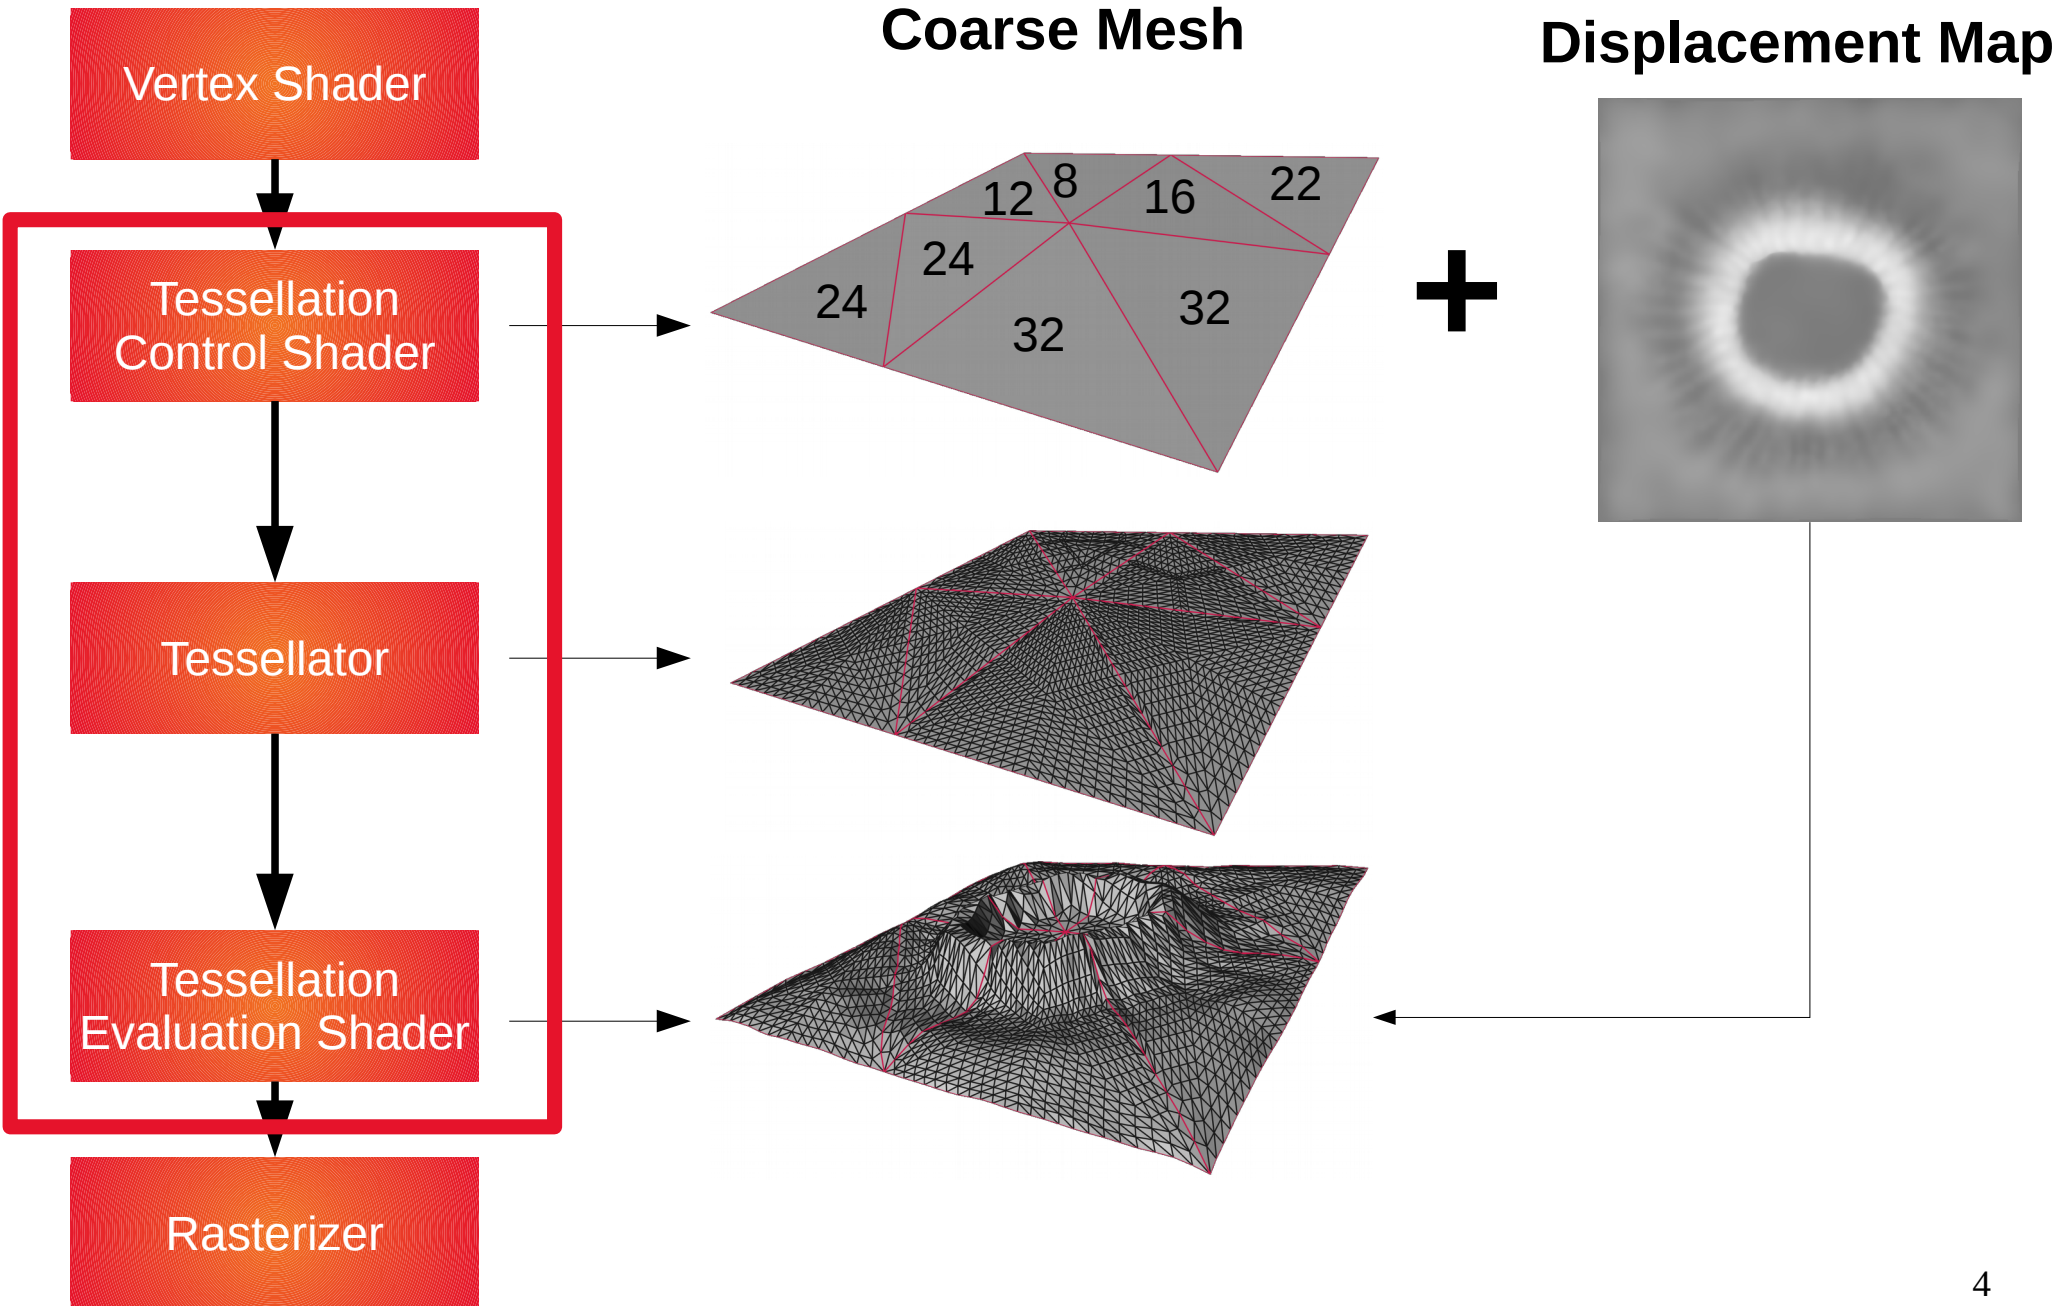 Coarse Mesh
Displacement Map
Vertex Shader
Tessellation
Control Shader
Tessellator
Tessellation
Evaluation Shader
Rasterizer
12
8
16
22
24
24
32
32
4